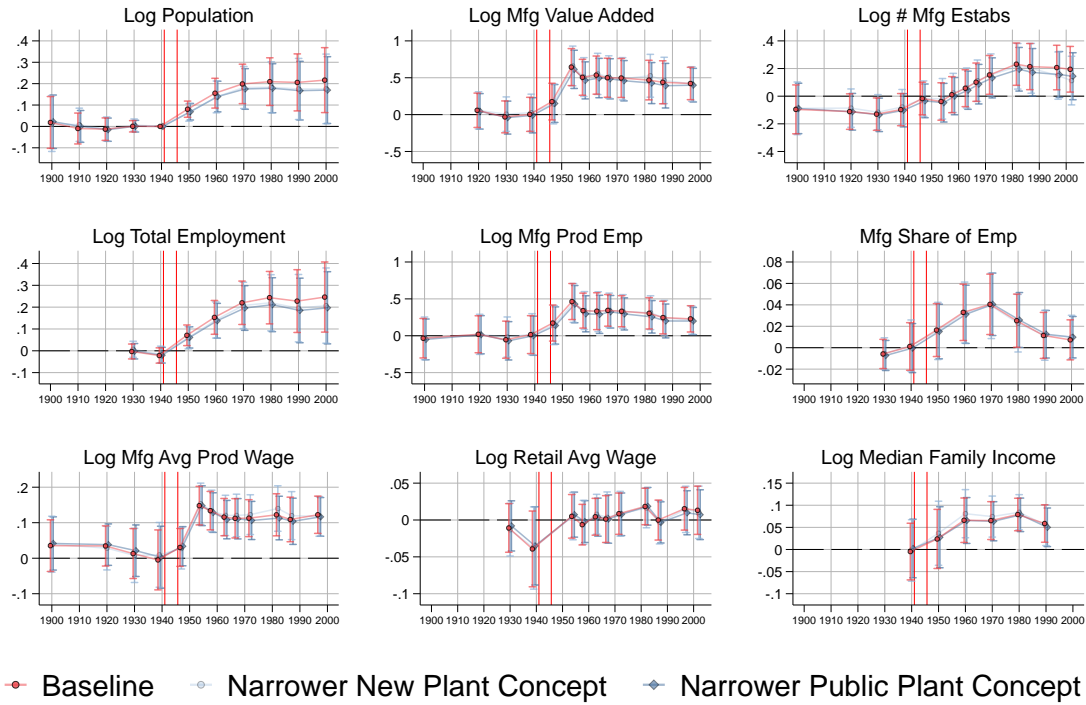 Log Population
.4
.3
.2
.1
0
-.1
1900 1910 1920 1930 1940 1950 1960 1970 1980 1990 2000
Log Mfg Value Added
1
.5
0
-.5
1900 1910 1920 1930 1940 1950 1960 1970 1980 1990 2000
Log # Mfg Estabs
.4
.2
0
-.2
-.4
1900 1910 1920 1930 1940 1950 1960 1970 1980 1990 2000
Log Total Employment
.4
.3
.2
.1
0
-.1
1900 1910 1920 1930 1940 1950 1960 1970 1980 1990 2000
Log Mfg Prod Emp
1
.5
0
-.5
1900 1910 1920 1930 1940 1950 1960 1970 1980 1990 2000
Mfg Share of Emp
.08
.06
.04
.02
0
-.02
1900 1910 1920 1930 1940 1950 1960 1970 1980 1990 2000
Log Mfg Avg Prod Wage
.2
.1
0
-.1
1900 1910 1920 1930 1940 1950 1960 1970 1980 1990 2000
Log Retail Avg Wage
.05
0
-.05
-.1
1900 1910 1920 1930 1940 1950 1960 1970 1980 1990 2000
Log Median Family Income
.15
.1
.05
0
-.05
-.1
1900 1910 1920 1930 1940 1950 1960 1970 1980 1990 2000
Baseline Narrower New Plant Concept Narrower Public Plant Concept